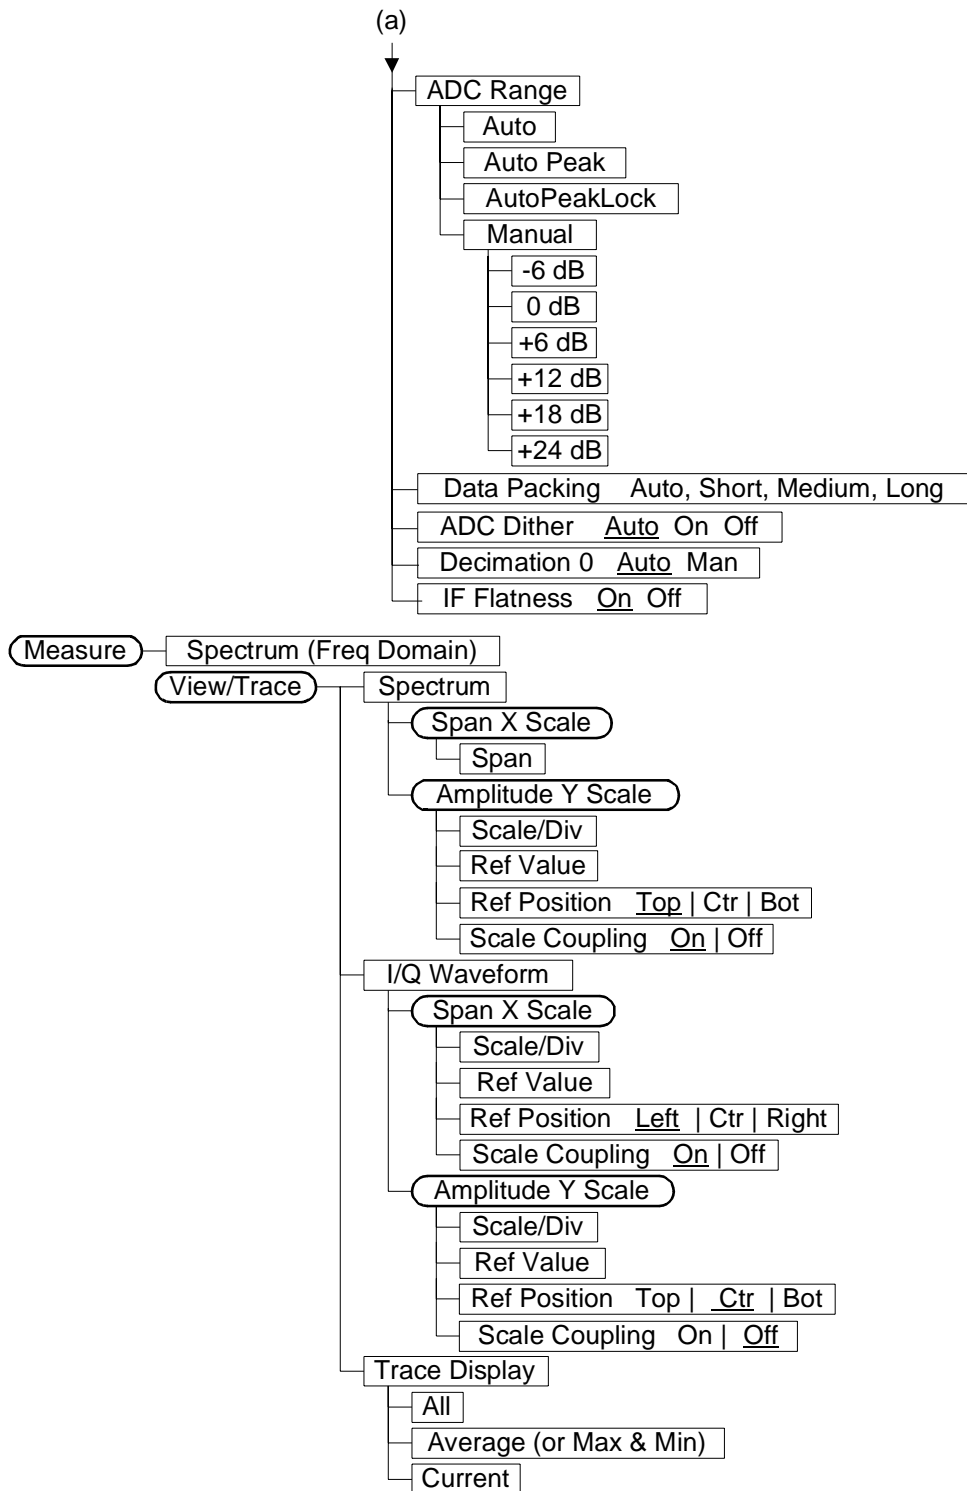 (a)
ADC Range
Auto
Auto Peak
AutoPeakLock
Manual
-6 dB
0 dB
+6 dB
+12 dB
+18 dB
+24 dB
Data Packing Auto, Short, Medium, Long
ADC Dither Auto On Off
Decimation 0 Auto Man
IF Flatness On Off
Measure Spectrum (Freq Domain)
View/Trace Spectrum
Span X Scale
Span
Amplitude Y Scale
Scale/Div
Ref Value
Ref Position Top | Ctr | Bot
Scale Coupling On | Off
I/Q Waveform
Span X Scale
Scale/Div
Ref Value
Ref Position Left | Ctr | Right
Scale Coupling On | Off
Amplitude Y Scale
Scale/Div
Ref Value
Ref Position Top | Ctr | Bot
Scale Coupling On | Off
Trace Display
All
Average (or Max & Min)
Current